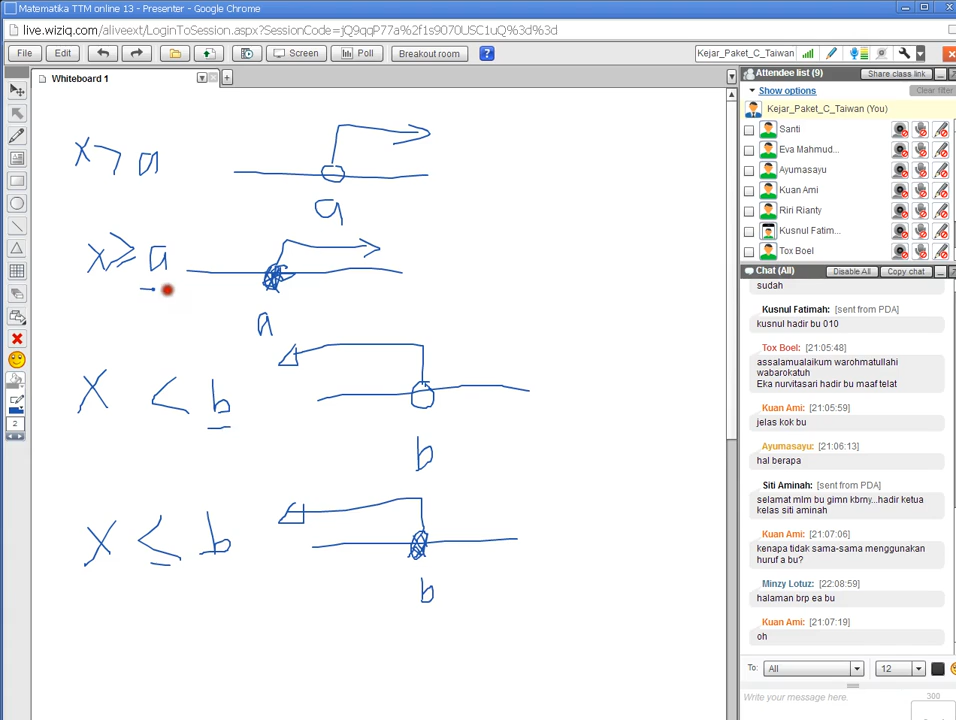 Matematika TTM online 13 - Presenter - Google Chrome
live.wiziq.com/aliveext/LoginToSession.aspx?SessionCode=jQ9qqP77a%2f1s9070USC1uQ%3d%3d
File Edit Screen Poll Breakout room ? Kejar_Paket_C_Taiwan
Whiteboard 1
x > a
a
x ≥ a
a
x < b
b
x ≤ b
b
2
Attendee list (9) Share class link
Show options Clear filter
Kejar_Paket_C_Taiwan (You)
Santi
Eva Mahmud...
Ayumasayu
Kuan Ami
Riri Rianty
Kusnul Fatim...
Tox Boel
Chat (All) Disable All Copy chat
sudah
Kusnul Fatimah: [sent from PDA]
kusnul hadir bu 010
Tox Boel: [21:05:48]
assalamualaikum warohmatullahi
wabarokatuh
Eka nurvitasari hadir bu maaf telat
Kuan Ami: [21:05:59]
jelas kok bu
Ayumasayu: [21:06:13]
hal berapa
Siti Aminah: [sent from PDA]
selamat mlm bu gimn kbrny...hadir ketua
kelas siti aminah
Kuan Ami: [21:07:06]
kenapa tidak sama-sama menggunakan
huruf a bu?
Minzy Lotuz: [22:08:59]
halaman brp ea bu
Kuan Ami: [21:07:19]
oh
To: All 12
Write your message here. 300